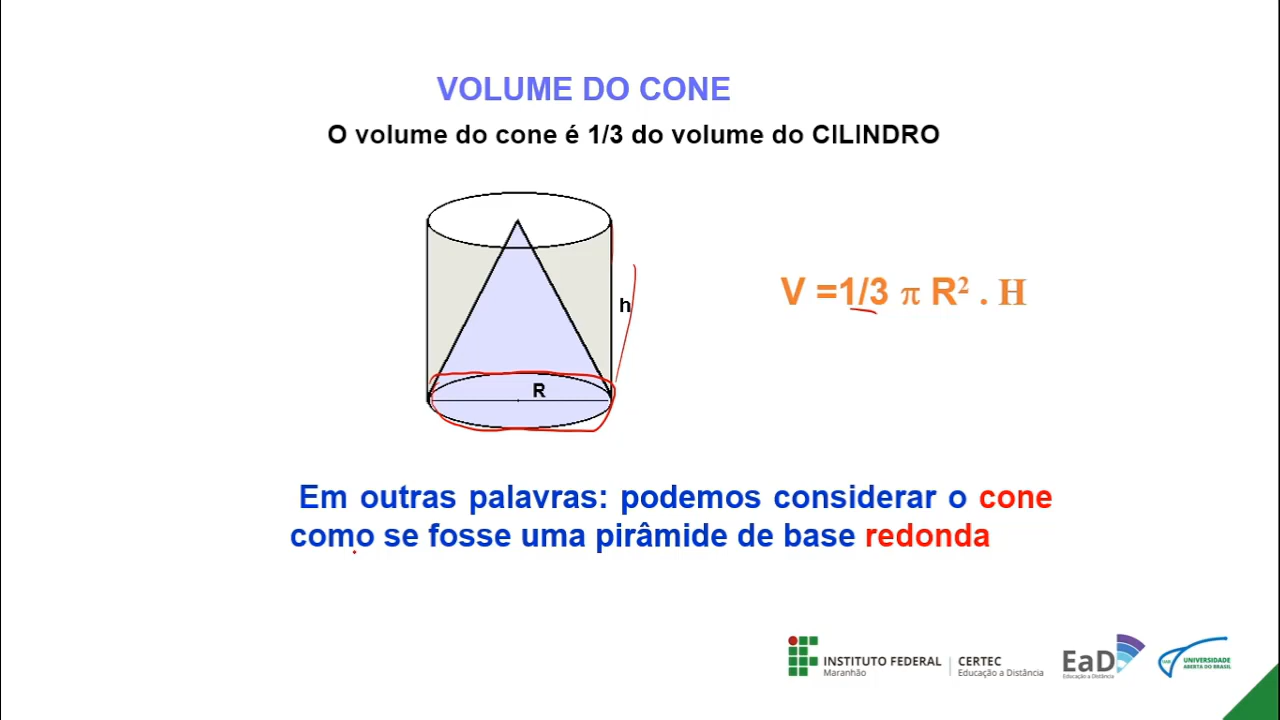 VOLUME DO CONE
O volume do cone é 1/3 do volume do CILINDRO
h
R
V =1/3 π R² . H
Em outras palavras: podemos considerar o cone
como se fosse uma pirâmide de base redonda
INSTITUTO FEDERAL
Maranhão
CERTEC
Educação a Distância
EaD
Educação a Distância
UNIVERSIDADE
ABERTA DO BRASIL